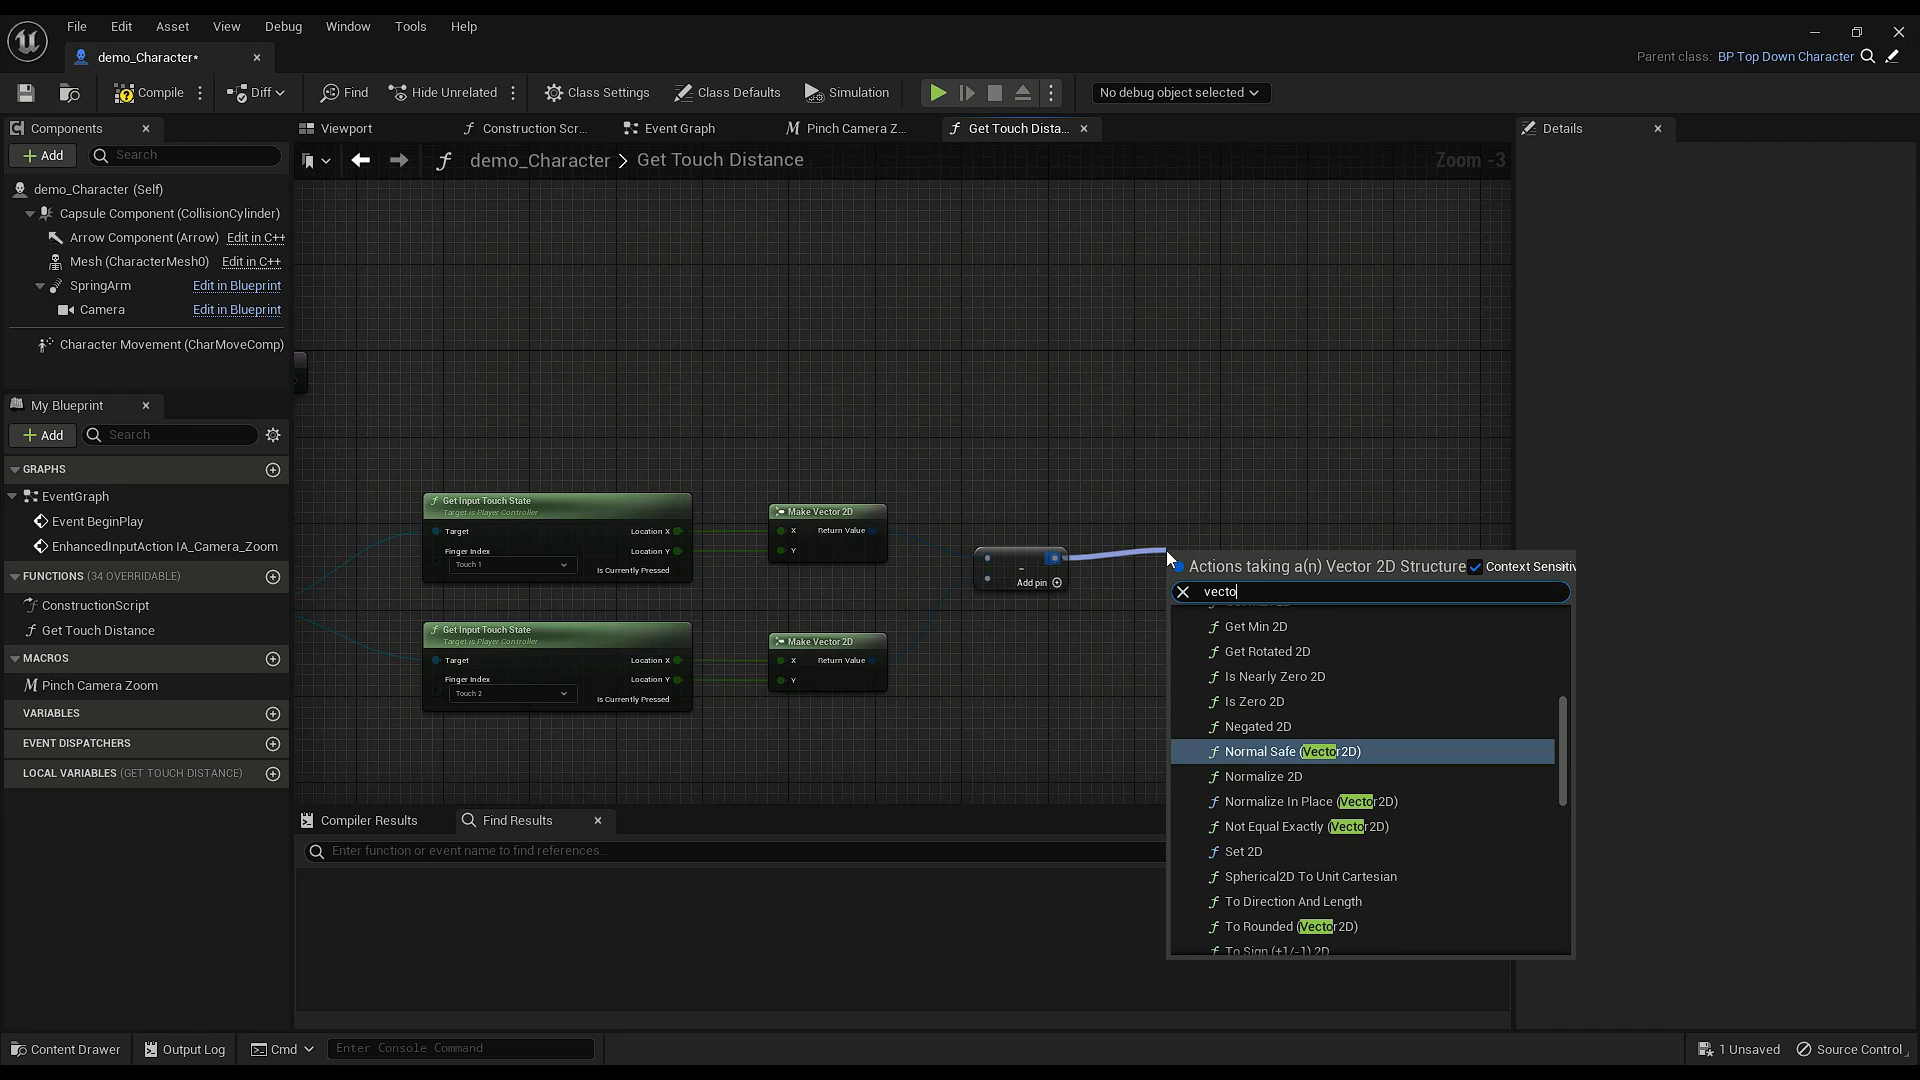 File Edit Asset View Debug Window Tools Help
demo_Character*
Parent class: BP Top Down Character
Compile Diff Find Hide Unrelated Class Settings Class Defaults Simulation No debug object selected
Components
Viewport Construction Scr... Event Graph Pinch Camera Z... Get Touch Dista...
Details
Add Search
demo_Character > Get Touch Distance
Zoom -3
demo_Character (Self)
Capsule Component (CollisionCylinder)
Arrow Component (Arrow) Edit in C++
Mesh (CharacterMesh0) Edit in C++
SpringArm Edit in Blueprint
Camera Edit in Blueprint
Character Movement (CharMoveComp)
My Blueprint
Add Search
GRAPHS
EventGraph
Event BeginPlay
EnhancedInputAction IA_Camera_Zoom
FUNCTIONS (34 OVERRIDABLE)
ConstructionScript
Get Touch Distance
MACROS
Pinch Camera Zoom
VARIABLES
EVENT DISPATCHERS
LOCAL VARIABLES (GET TOUCH DISTANCE)
Get Input Touch State
Target is Player Controller
Target Location X
Finger Index Location Y
Touch 1 Is Currently Pressed
Make Vector 2D
X Return Value
Y
Get Input Touch State
Target is Player Controller
Target Location X
Finger Index Location Y
Touch 2 Is Currently Pressed
Make Vector 2D
X Return Value
Y
-
Add pin
Actions taking a(n) Vector 2D Structure Context Sensitiv
vecto
Get Min 2D
Get Rotated 2D
Is Nearly Zero 2D
Is Zero 2D
Negated 2D
Normal Safe (Vector2D)
Normalize 2D
Normalize In Place (Vector2D)
Not Equal Exactly (Vector2D)
Set 2D
Spherical2D To Unit Cartesian
To Direction And Length
To Rounded (Vector2D)
To Sign (+1/-1) 2D
Compiler Results Find Results
Enter function or event name to find references...
Content Drawer Output Log Cmd Enter Console Command
1 Unsaved Source Control